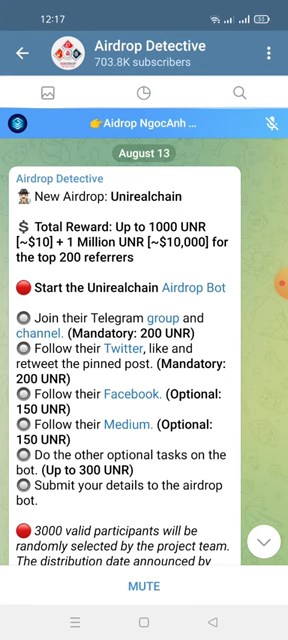 12:17
55
Airdrop Detective
703.8K subscribers
👉Aidrop NgocAnh ...
August 13
Airdrop Detective
New Airdrop: Unirealchain
Total Reward: Up to 1000 UNR
[~$10] + 1 Million UNR [~$10,000] for
the top 200 referrers
🔴 Start the Unirealchain Airdrop Bot
🔘 Join their Telegram group and
channel. (Mandatory: 200 UNR)
🔘 Follow their Twitter, like and
retweet the pinned post. (Mandatory:
200 UNR)
🔘 Follow their Facebook. (Optional:
150 UNR)
🔘 Follow their Medium. (Optional:
150 UNR)
🔘 Do the other optional tasks on the
bot. (Up to 300 UNR)
🔘 Submit your details to the airdrop
bot.
🔴 3000 valid participants will be
randomly selected by the project team.
The distribution date announced by
MUTE